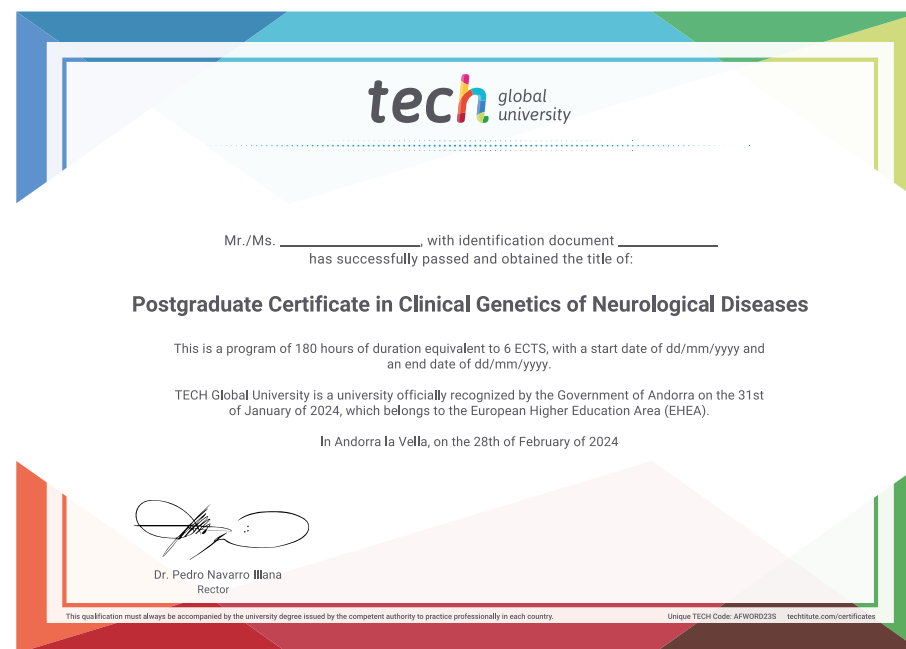 tech global university
Mr./Ms. ____________, with identification document ____________
has successfully passed and obtained the title of:
Postgraduate Certificate in Clinical Genetics of Neurological Diseases
This is a program of 180 hours of duration equivalent to 6 ECTS, with a start date of dd/mm/yyyy and
an end date of dd/mm/yyyy.
TECH Global University is a university officially recognized by the Government of Andorra on the 31st
of January of 2024, which belongs to the European Higher Education Area (EHEA).
In Andorra la Vella, on the 28th of February of 2024
Dr. Pedro Navarro Illana
Rector
This qualification must always be accompanied by the university degree issued by the competent authority to practice professionally in each country.
Unique TECH Code: AFWORD23S techtitute.com/certificates